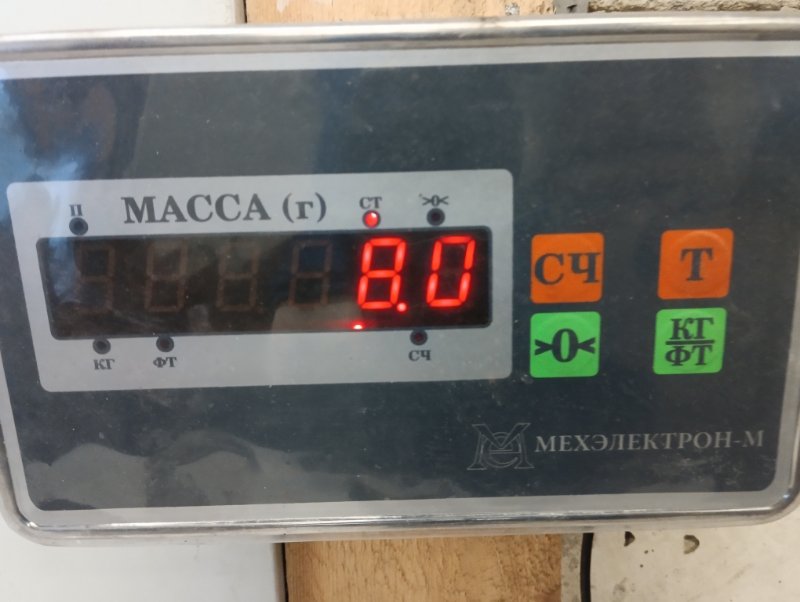 П МАССА (г) СТ >0<
8.0
КГ ФТ СЧ
СЧ Т
>0< КГ/ФТ
МЕХЭЛЕКТРОН-М